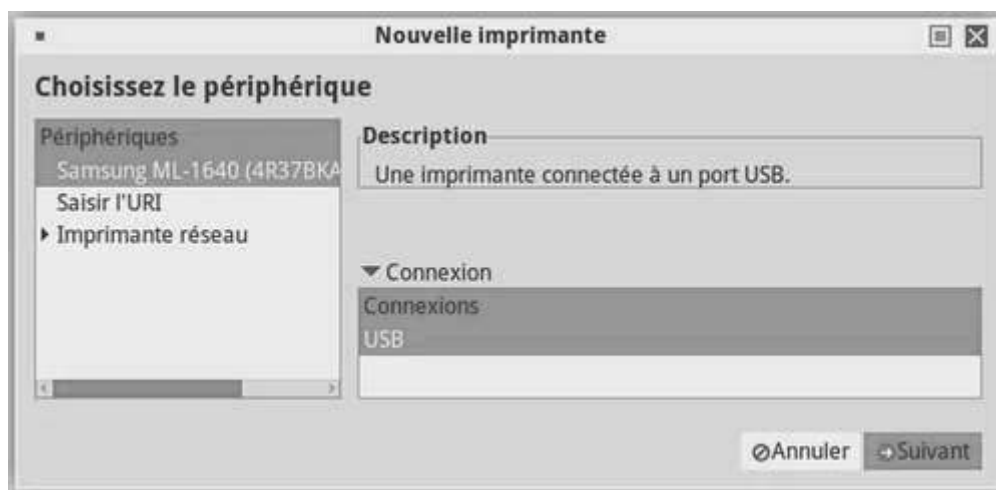 Nouvelle imprimante
Choisissez le périphérique
Périphériques
Samsung ML-1640 (4R37BKA
Saisir l'URI
Imprimante réseau
Description
Une imprimante connectée à un port USB.
Connexion
Connexions
USB
Annuler
Suivant